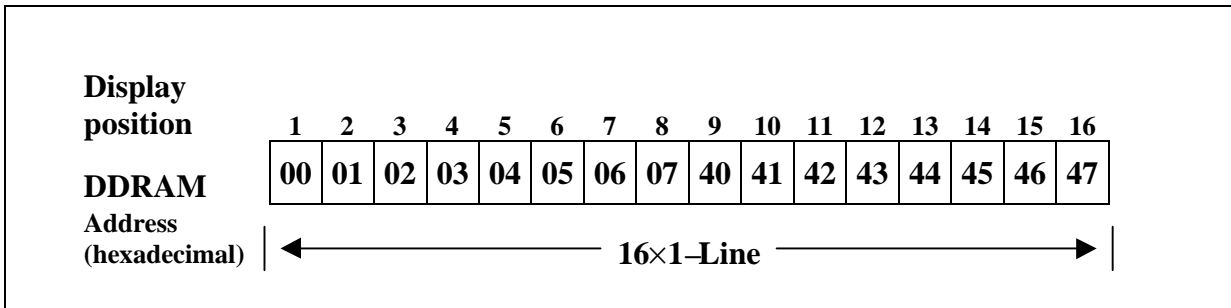 Display
position 1 2 3 4 5 6 7 8 9 10 11 12 13 14 15 16
DDRAM 00 01 02 03 04 05 06 07 40 41 42 43 44 45 46 47
Address
(hexadecimal) 16×1–Line